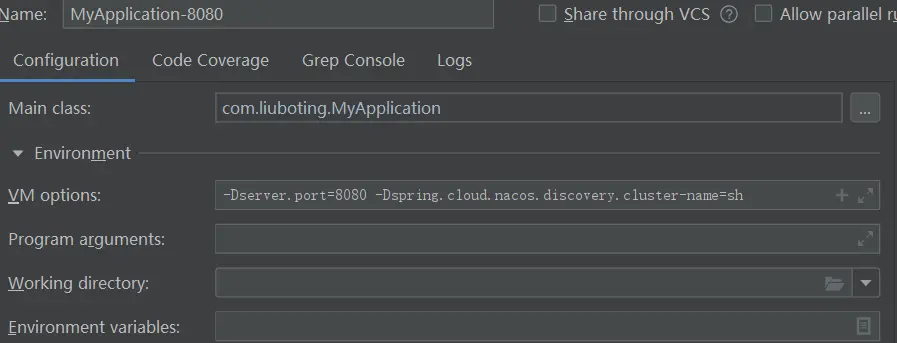 Name: MyApplication-8080 Share through VCS ? Allow parallel
Configuration Code Coverage Grep Console Logs
Main class: com.liuboting.MyApplication ...
Environment
VM options: -Dserver.port=8080 -Dspring.cloud.nacos.discovery.cluster-name=sh
Program arguments:
Working directory:
Environment variables: